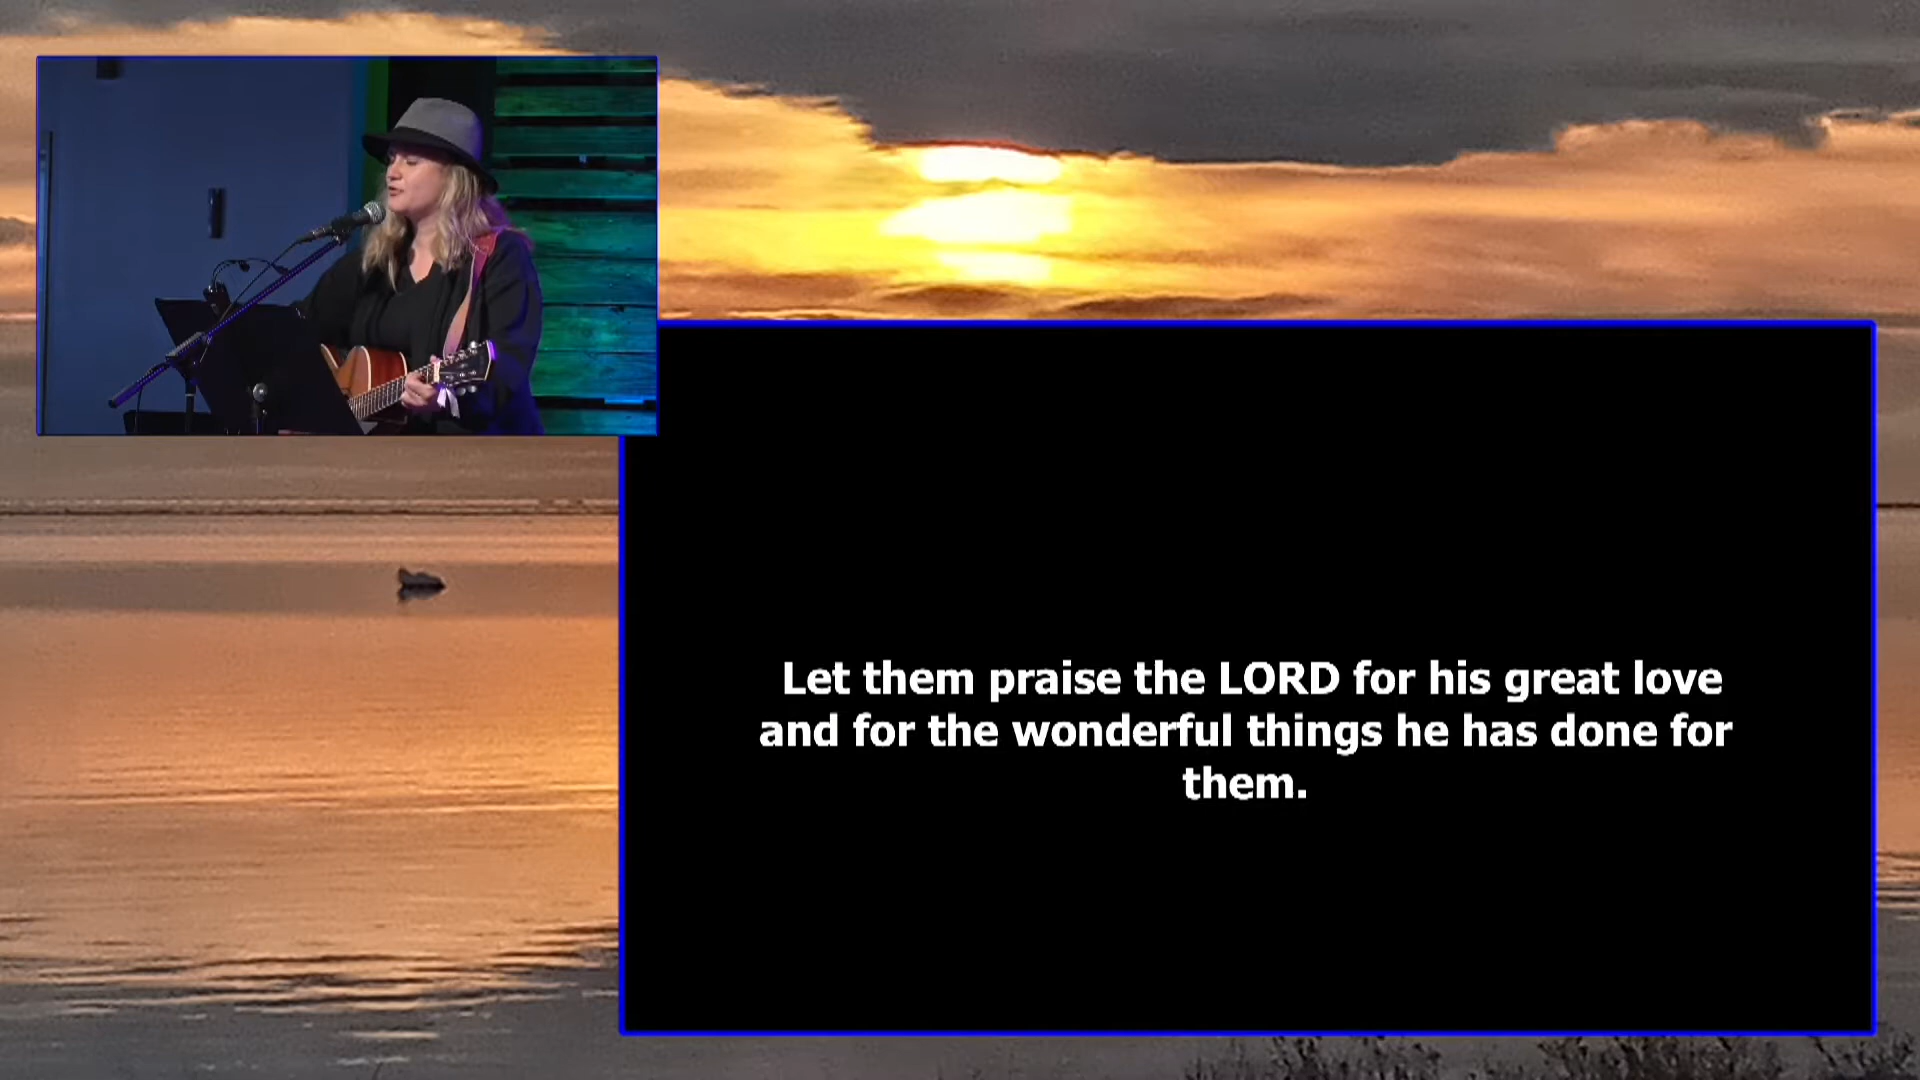 Let them praise the LORD for his great love
and for the wonderful things he has done for
them.